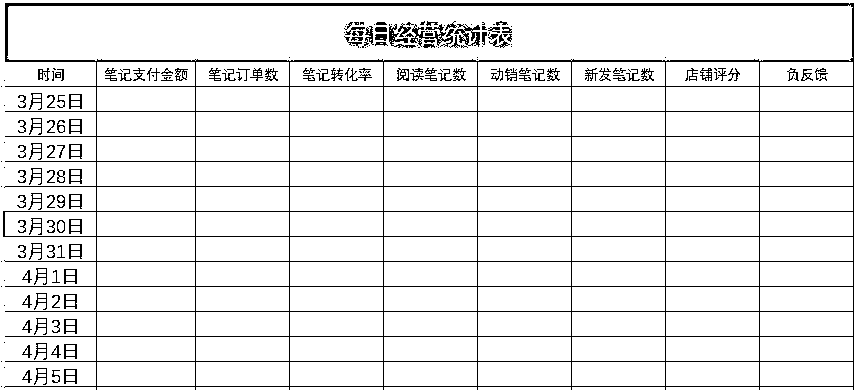 每日经营统计表
时间 笔记支付金额 笔记订单数 笔记转化率 阅读笔记数 动销笔记数 新发笔记数 店铺评分 负反馈
3月25日
3月26日
3月27日
3月28日
3月29日
3月30日
3月31日
4月1日
4月2日
4月3日
4月4日
4月5日